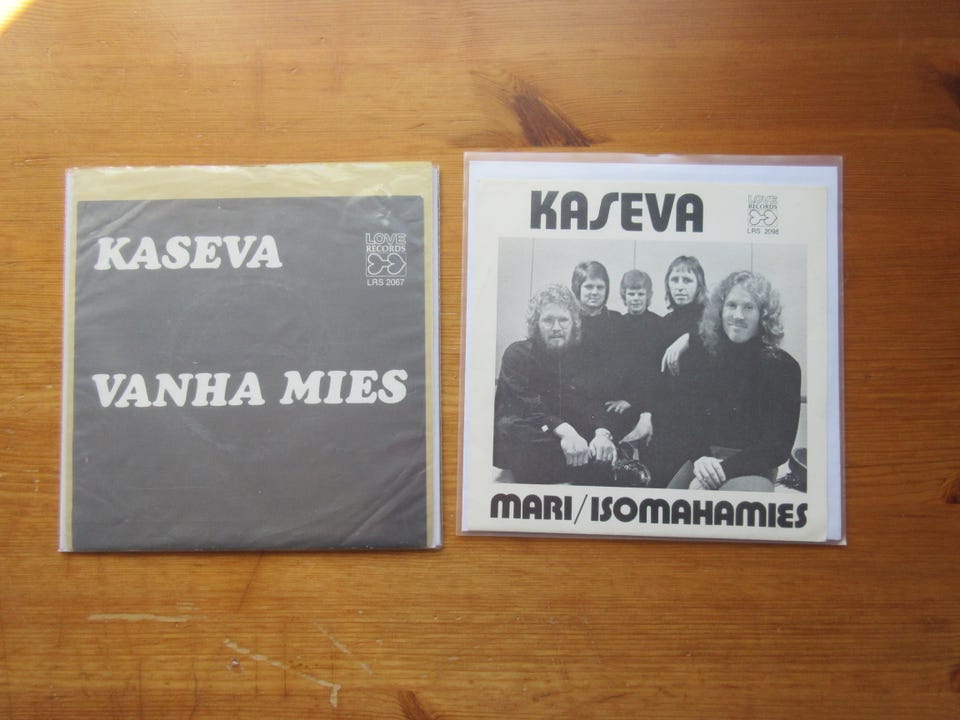 KASEVA
LOVE
RECORDS
LRS 2067
VANHA MIES
KASEVA
LOVE
RECORDS
LRS 2098
MARI/ISOMAHAMIES